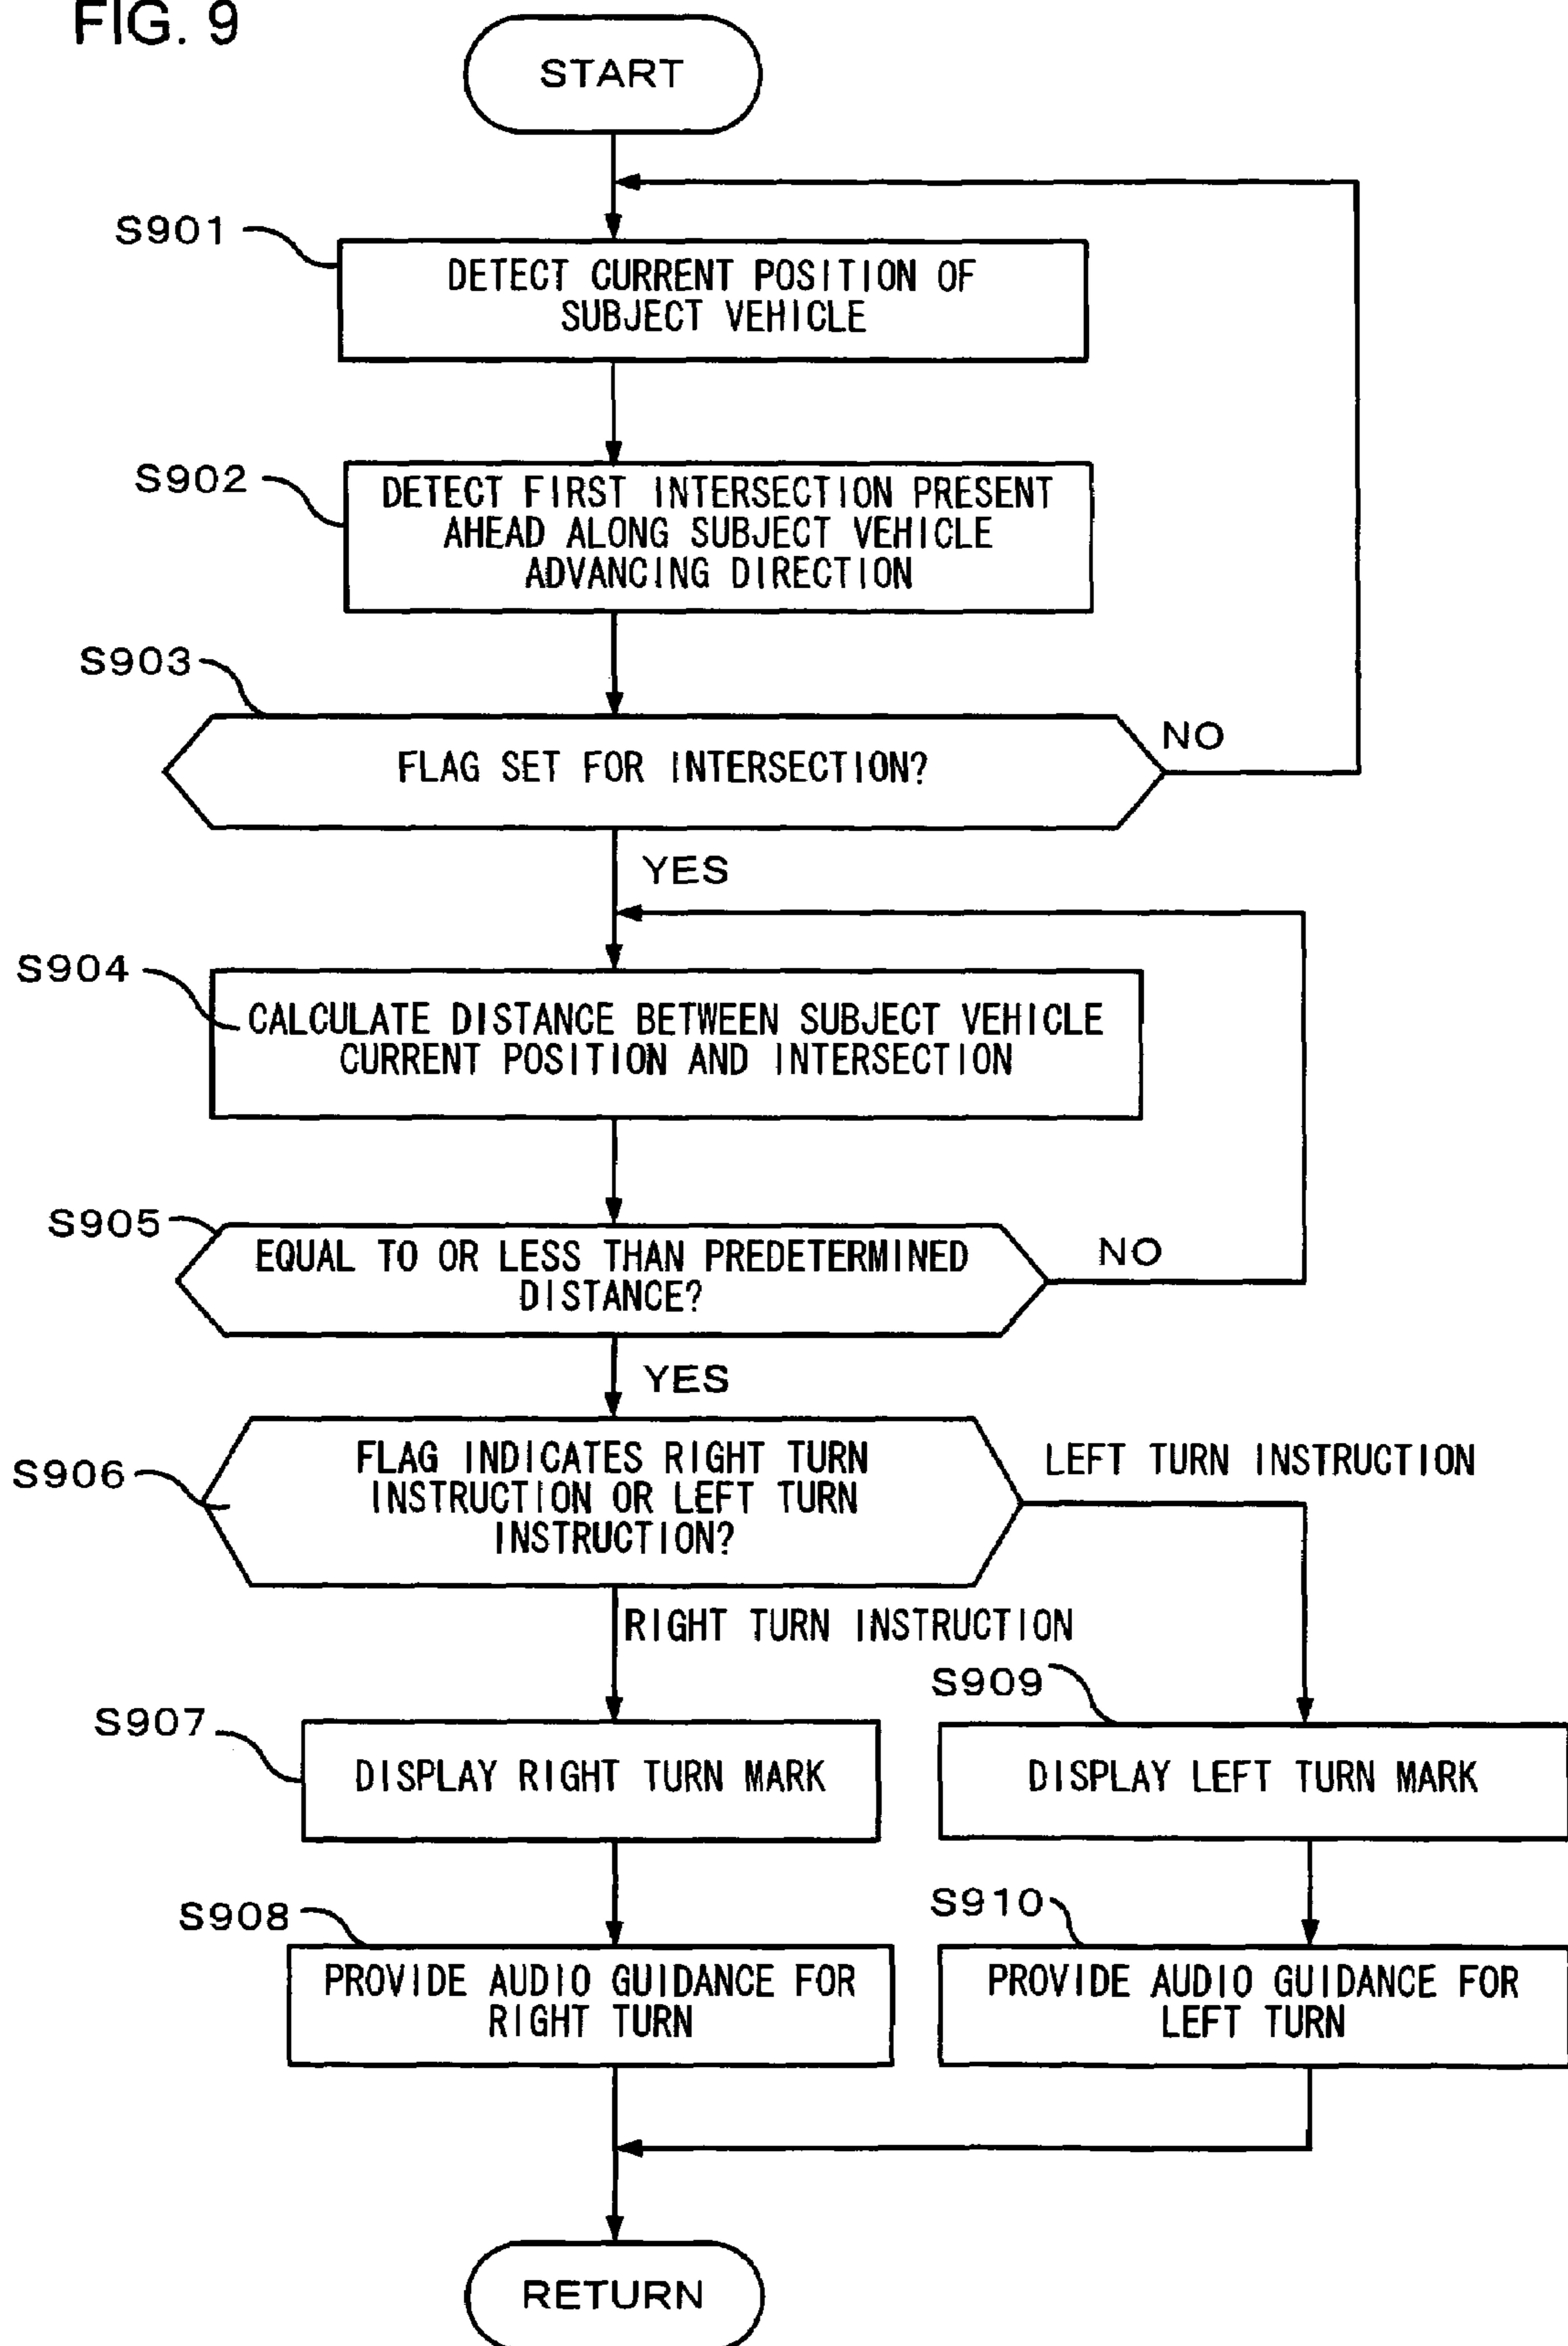 FIG. 9
START
S901
DETECT CURRENT POSITION OF
SUBJECT VEHICLE
S902
DETECT FIRST INTERSECTION PRESENT
AHEAD ALONG SUBJECT VEHICLE
ADVANCING DIRECTION
S903
FLAG SET FOR INTERSECTION?
NO
YES
S904
CALCULATE DISTANCE BETWEEN SUBJECT VEHICLE
CURRENT POSITION AND INTERSECTION
S905
EQUAL TO OR LESS THAN PREDETERMINED
DISTANCE?
NO
YES
S906
FLAG INDICATES RIGHT TURN
INSTRUCTION OR LEFT TURN
INSTRUCTION?
LEFT TURN INSTRUCTION
RIGHT TURN INSTRUCTION
S907
DISPLAY RIGHT TURN MARK
S909
DISPLAY LEFT TURN MARK
S908
PROVIDE AUDIO GUIDANCE FOR
RIGHT TURN
S910
PROVIDE AUDIO GUIDANCE FOR
LEFT TURN
RETURN